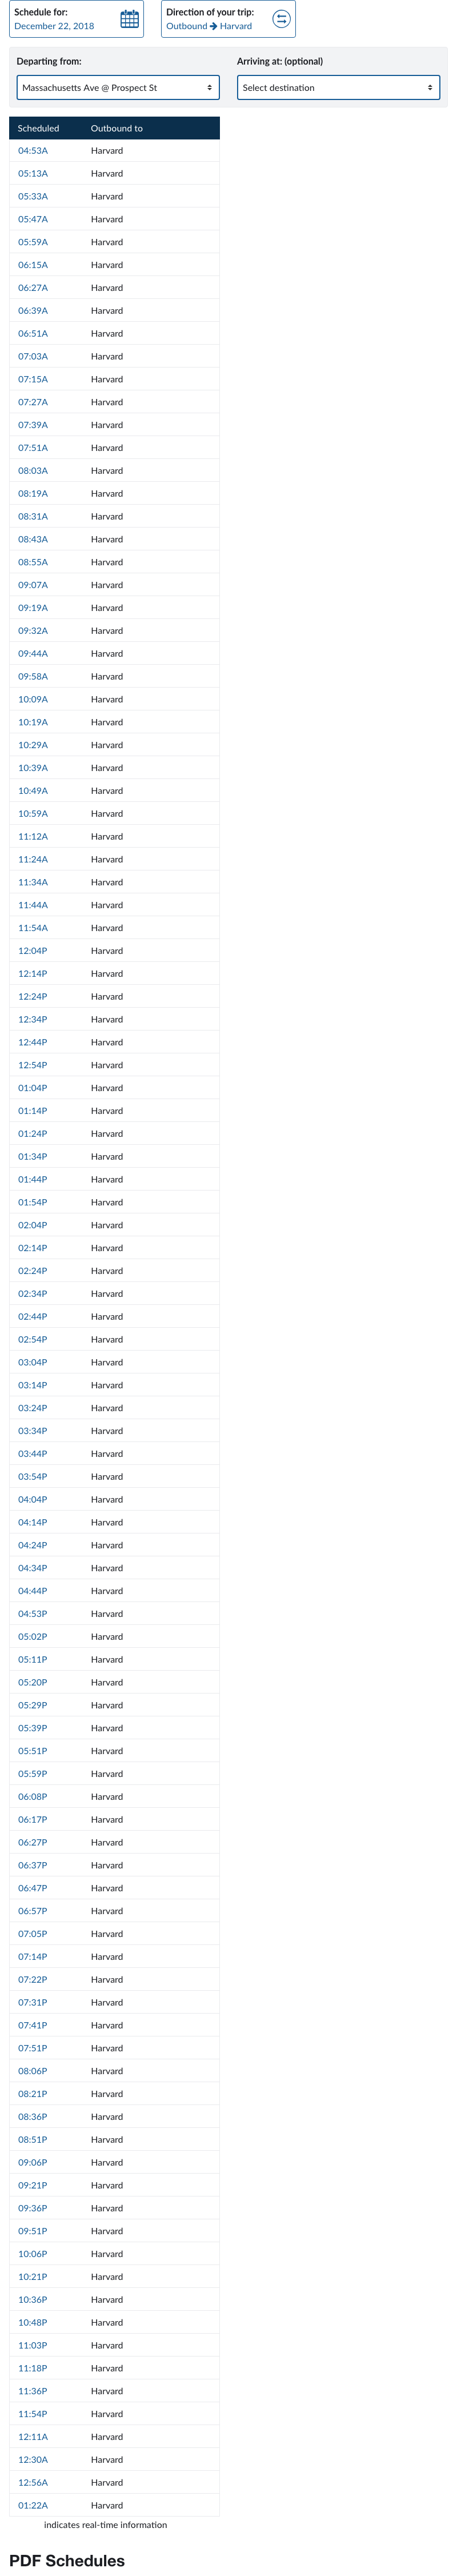 Schedule for:
December 22, 2018
Direction of your trip:
Outbound → Harvard
Departing from:
Massachusetts Ave @ Prospect St
Arriving at: (optional)
Select destination
Scheduled Outbound to
04:53A Harvard
05:13A Harvard
05:33A Harvard
05:47A Harvard
05:59A Harvard
06:15A Harvard
06:27A Harvard
06:39A Harvard
06:51A Harvard
07:03A Harvard
07:15A Harvard
07:27A Harvard
07:39A Harvard
07:51A Harvard
08:03A Harvard
08:19A Harvard
08:31A Harvard
08:43A Harvard
08:55A Harvard
09:07A Harvard
09:19A Harvard
09:32A Harvard
09:44A Harvard
09:58A Harvard
10:09A Harvard
10:19A Harvard
10:29A Harvard
10:39A Harvard
10:49A Harvard
10:59A Harvard
11:12A Harvard
11:24A Harvard
11:34A Harvard
11:44A Harvard
11:54A Harvard
12:04P Harvard
12:14P Harvard
12:24P Harvard
12:34P Harvard
12:44P Harvard
12:54P Harvard
01:04P Harvard
01:14P Harvard
01:24P Harvard
01:34P Harvard
01:44P Harvard
01:54P Harvard
02:04P Harvard
02:14P Harvard
02:24P Harvard
02:34P Harvard
02:44P Harvard
02:54P Harvard
03:04P Harvard
03:14P Harvard
03:24P Harvard
03:34P Harvard
03:44P Harvard
03:54P Harvard
04:04P Harvard
04:14P Harvard
04:24P Harvard
04:34P Harvard
04:44P Harvard
04:53P Harvard
05:02P Harvard
05:11P Harvard
05:20P Harvard
05:29P Harvard
05:39P Harvard
05:51P Harvard
05:59P Harvard
06:08P Harvard
06:17P Harvard
06:27P Harvard
06:37P Harvard
06:47P Harvard
06:57P Harvard
07:05P Harvard
07:14P Harvard
07:22P Harvard
07:31P Harvard
07:41P Harvard
07:51P Harvard
08:06P Harvard
08:21P Harvard
08:36P Harvard
08:51P Harvard
09:06P Harvard
09:21P Harvard
09:36P Harvard
09:51P Harvard
10:06P Harvard
10:21P Harvard
10:36P Harvard
10:48P Harvard
11:03P Harvard
11:18P Harvard
11:36P Harvard
11:54P Harvard
12:11A Harvard
12:30A Harvard
12:56A Harvard
01:22A Harvard
indicates real-time information
PDF Schedules